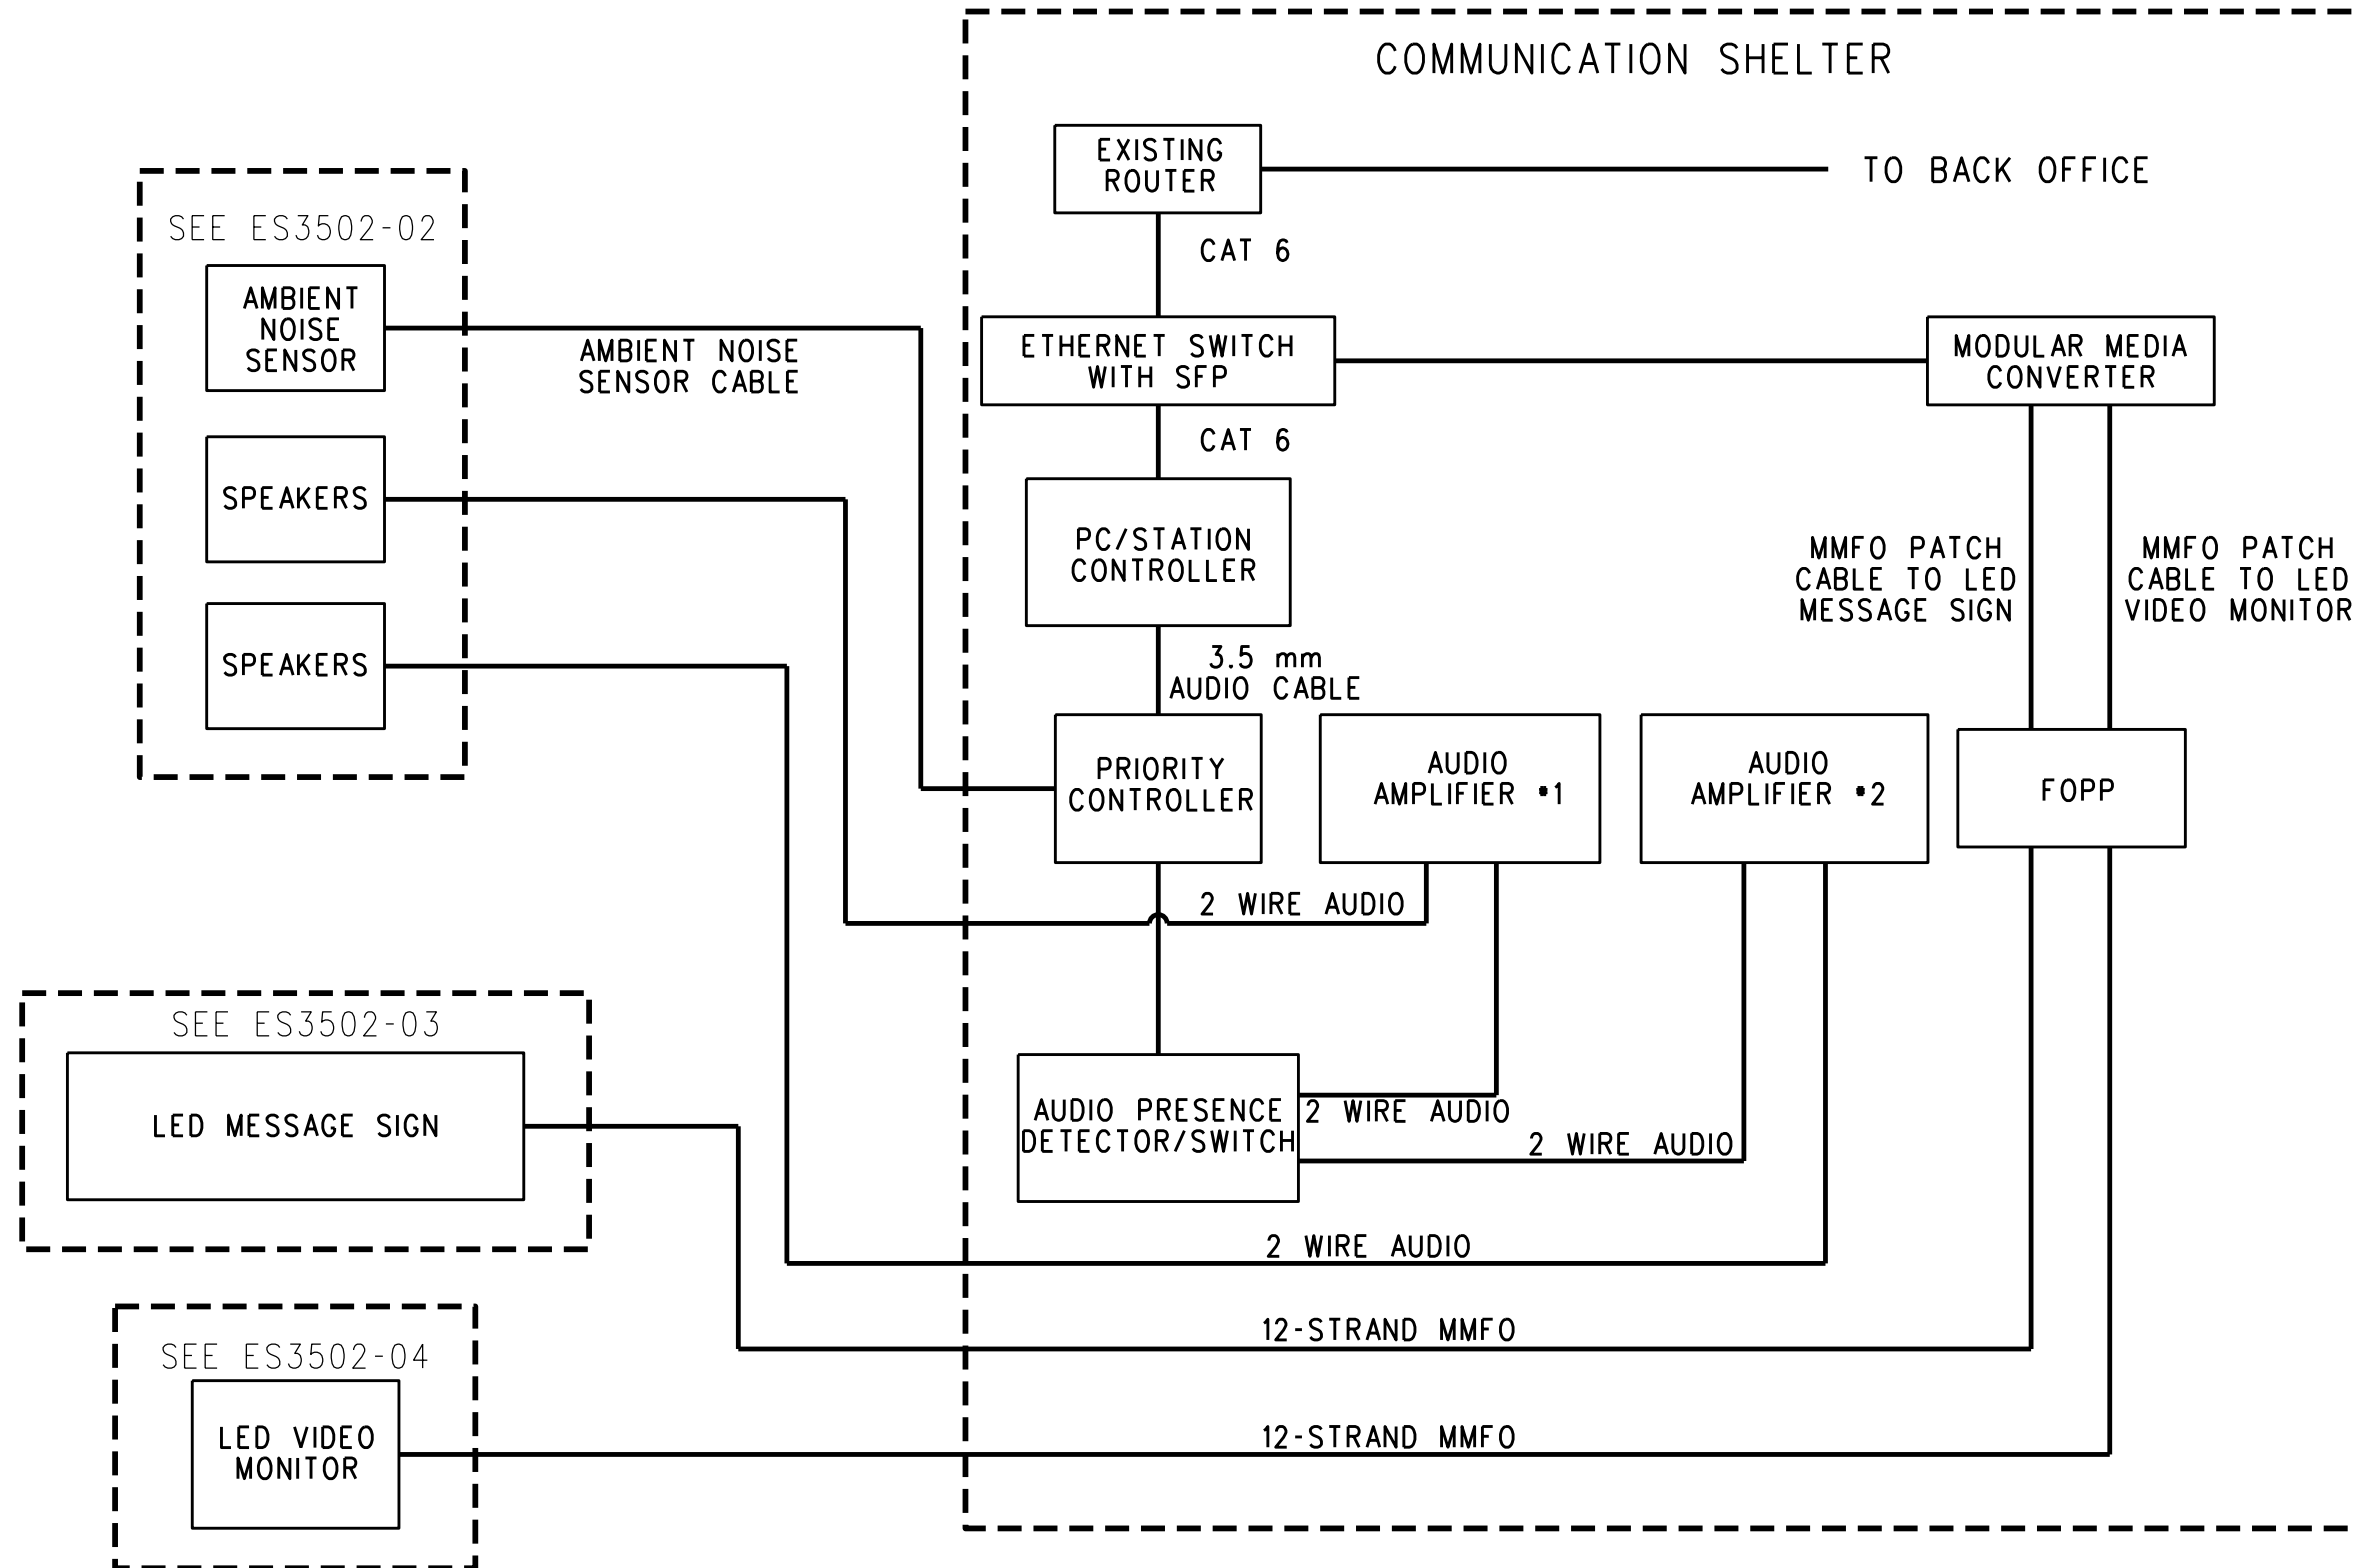 COMMUNICATION SHELTER
EXISTING
ROUTER
TO BACK OFFICE
CAT 6
SEE ES3502-02
AMBIENT
NOISE
SENSOR
AMBIENT NOISE
SENSOR CABLE
ETHERNET SWITCH
WITH SFP
MODULAR MEDIA
CONVERTER
CAT 6
SPEAKERS
PC/STATION
CONTROLLER
MMFO PATCH
CABLE TO LED
MESSAGE SIGN
MMFO PATCH
CABLE TO LED
VIDEO MONITOR
SPEAKERS
3.5 mm
AUDIO CABLE
PRIORITY
CONTROLLER
AUDIO
AMPLIFIER #1
AUDIO
AMPLIFIER #2
FOPP
2 WIRE AUDIO
SEE ES3502-03
LED MESSAGE SIGN
AUDIO PRESENCE
DETECTOR/SWITCH
2 WIRE AUDIO
2 WIRE AUDIO
2 WIRE AUDIO
12-STRAND MMFO
SEE ES3502-04
LED VIDEO
MONITOR
12-STRAND MMFO